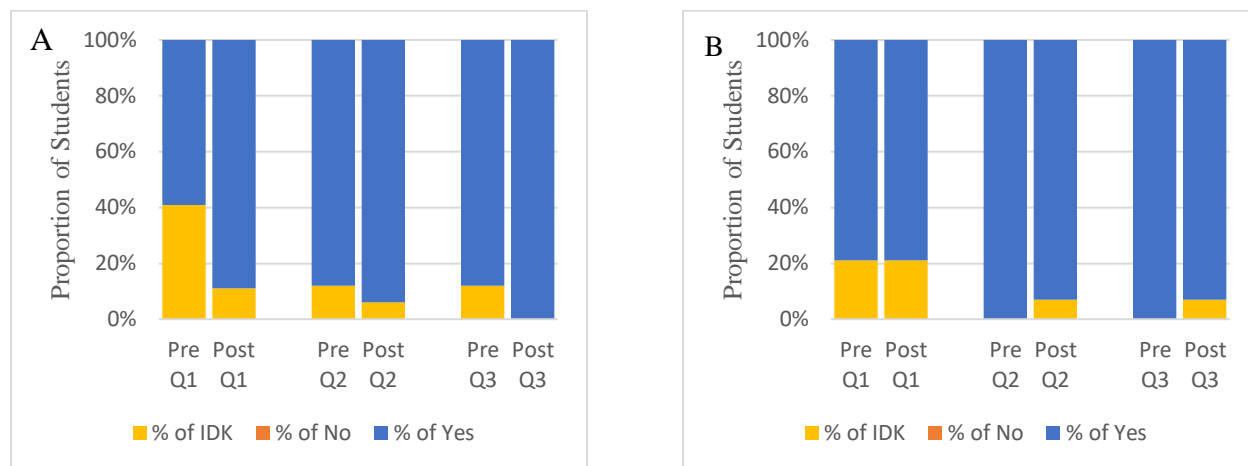 A
Proportion of Students
100%
80%
60%
40%
20%
0%
Pre Post Pre Post Pre Post
Q1 Q1 Q2 Q2 Q3 Q3
% of IDK % of No % of Yes
B
Proportion of Students
100%
80%
60%
40%
20%
0%
Pre Post Pre Post Pre Post
Q1 Q1 Q2 Q2 Q3 Q3
% of IDK % of No % of Yes